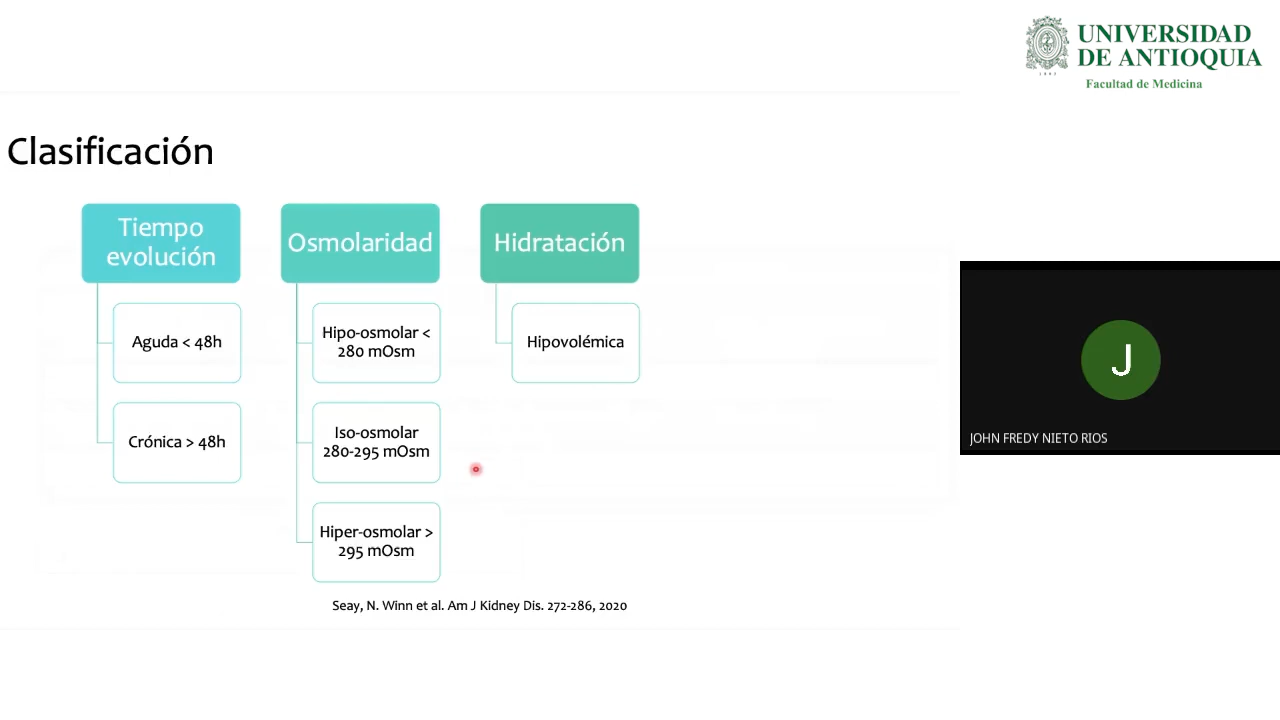 UNIVERSIDAD
DE ANTIOQUIA
1803
Facultad de Medicina
Clasificación
Tiempo
evolución
Aguda < 48h
Crónica > 48h
Osmolaridad
Hipo-osmolar <
280 mOsm
Iso-osmolar
280-295 mOsm
Hiper-osmolar >
295 mOsm
Hidratación
Hipovolémica
Seay, N. Winn et al. Am J Kidney Dis. 272-286, 2020
J
JOHN FREDY NIETO RIOS